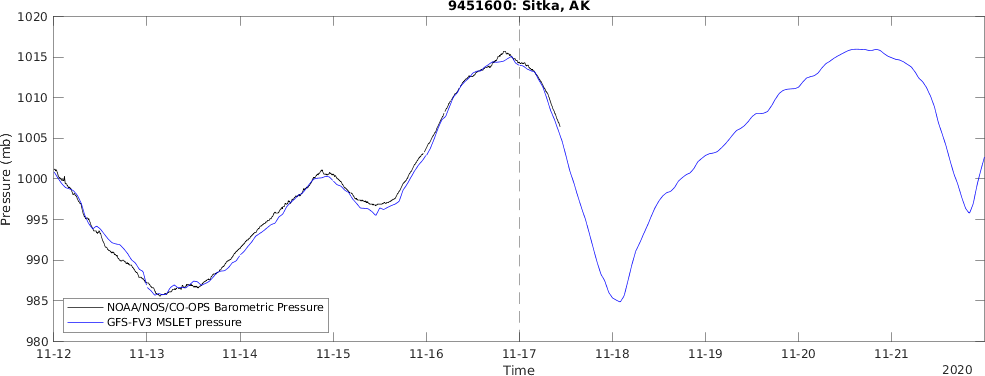 9451600: Sitka, AK
Pressure (mb)
1020
1015
1010
1005
1000
995
990
985
980
NOAA/NOS/CO-OPS Barometric Pressure
GFS-FV3 MSLET pressure
11-12 11-13 11-14 11-15 11-16 11-17 11-18 11-19 11-20 11-21
Time
2020